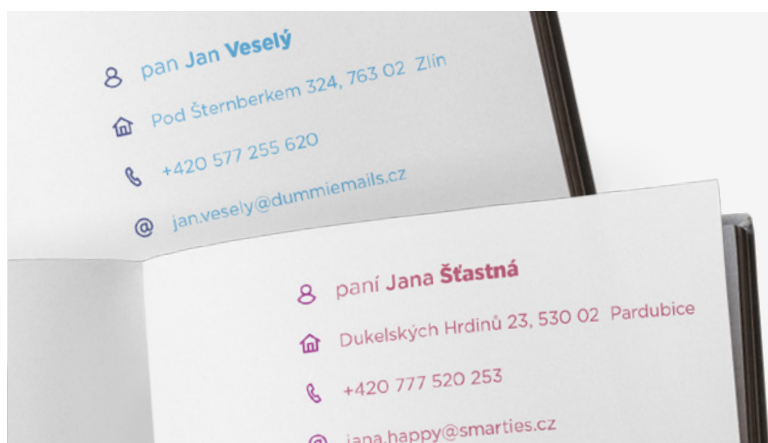 pan Jan Veselý
Pod Šternberkem 324, 763 02 Zlín
+420 577 255 620
jan.vesely@dummiemails.cz
paní Jana Šťastná
Dukelských Hrdinů 23, 530 02 Pardubice
+420 777 520 253
jana.happy@smarties.cz